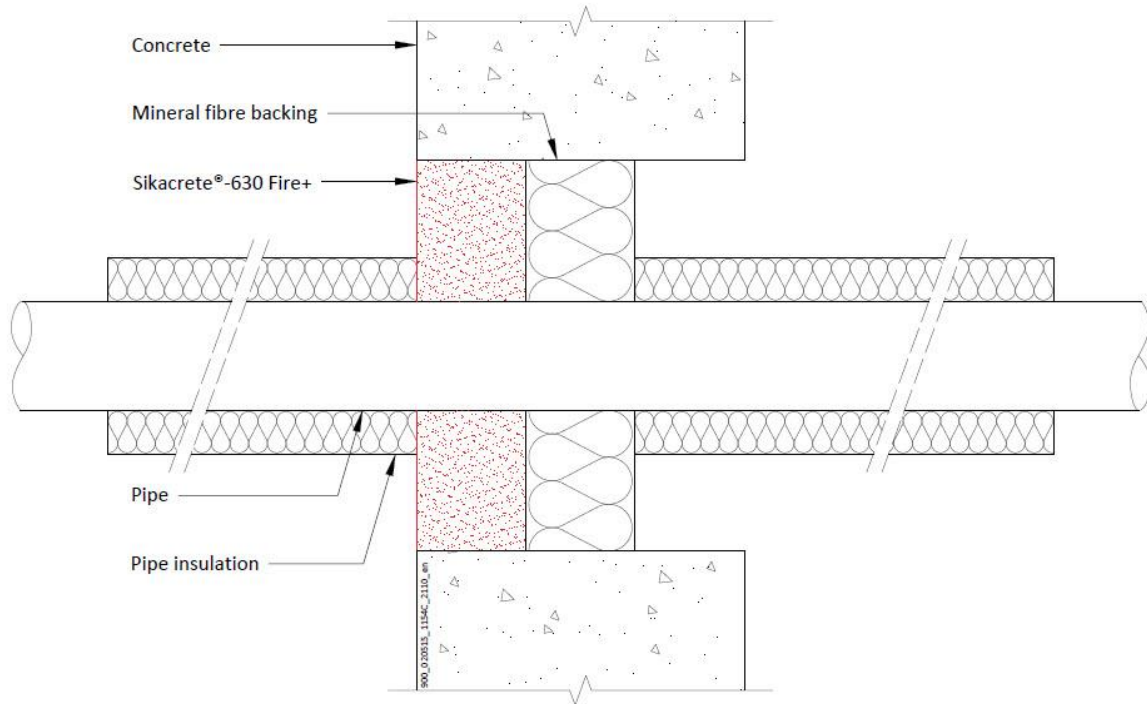 Concrete
Mineral fibre backing
Sikacrete®-630 Fire+
Pipe
Pipe insulation
900_020515_1154C_2110_en